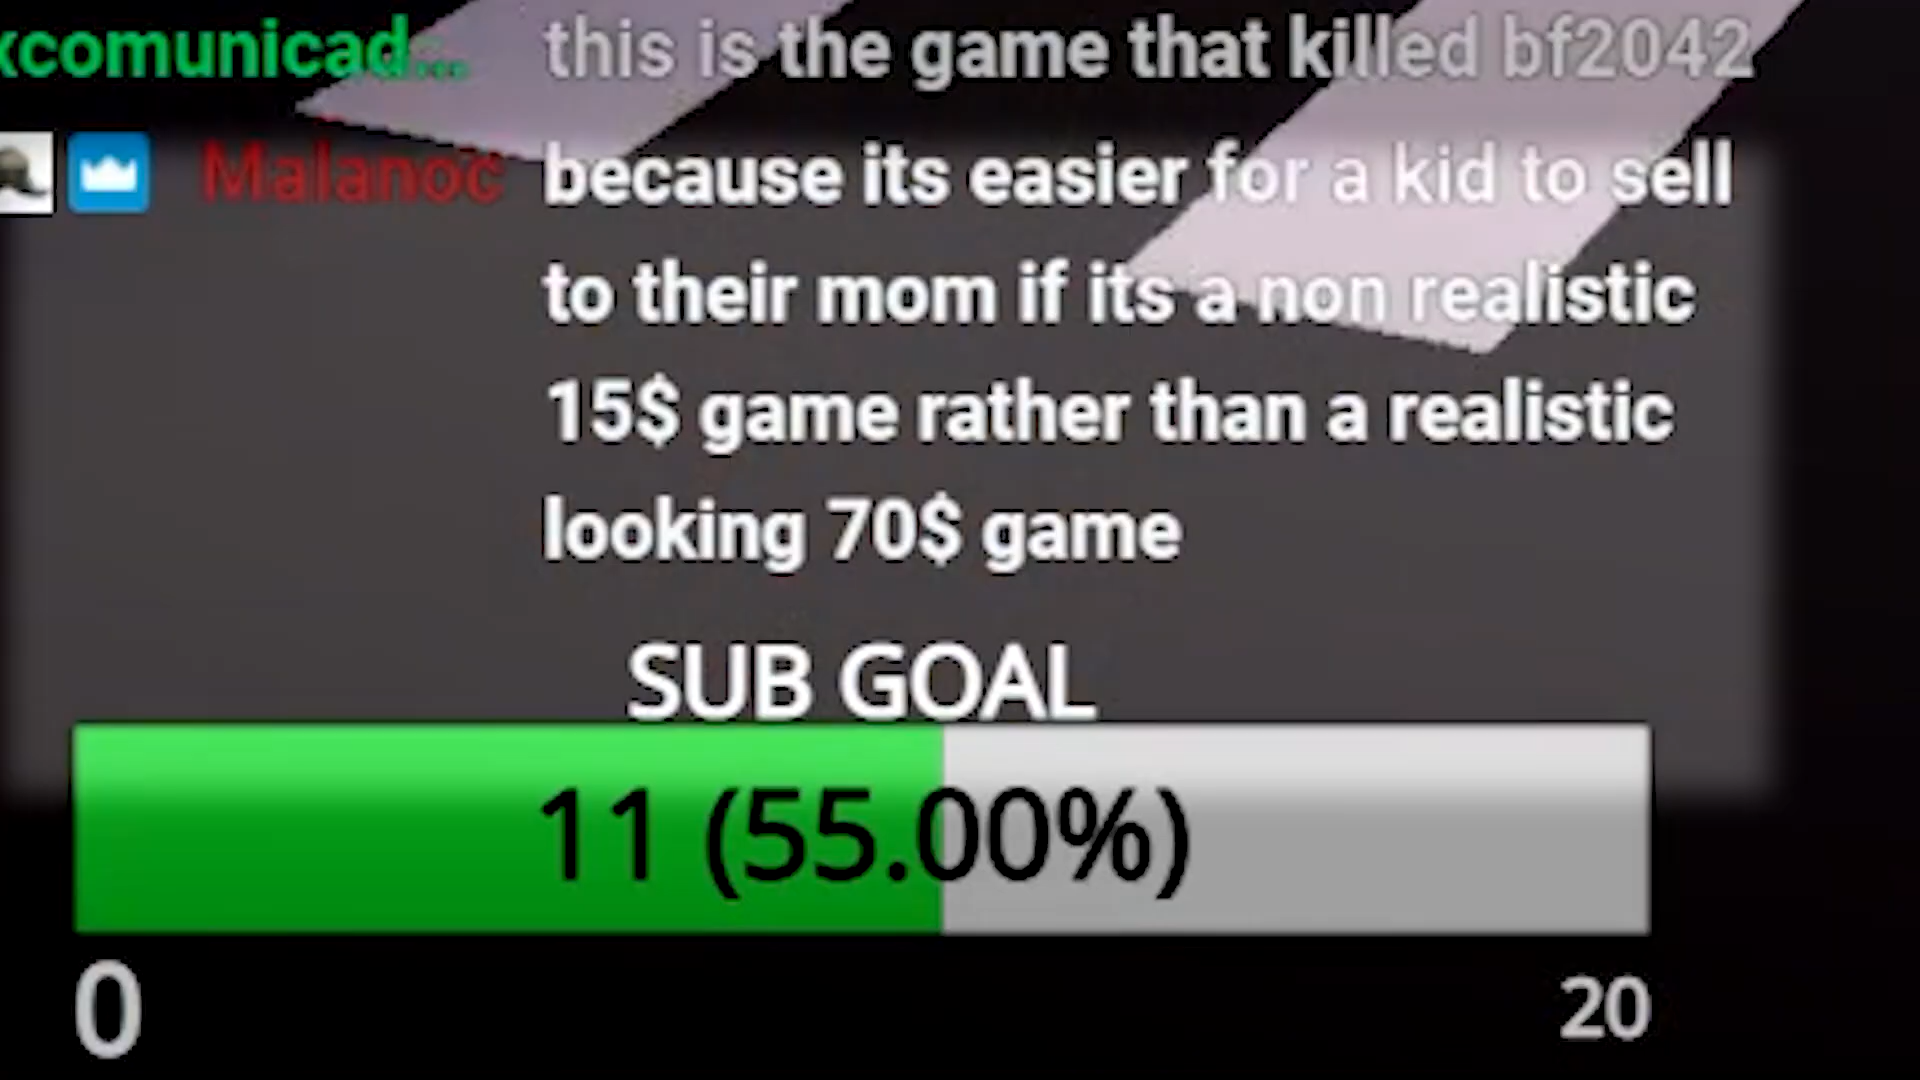 xcomunicad... this is the game that killed bf2042
Malanoc because its easier for a kid to sell
to their mom if its a non realistic
15$ game rather than a realistic
looking 70$ game
SUB GOAL
11 (55.00%)
0 20